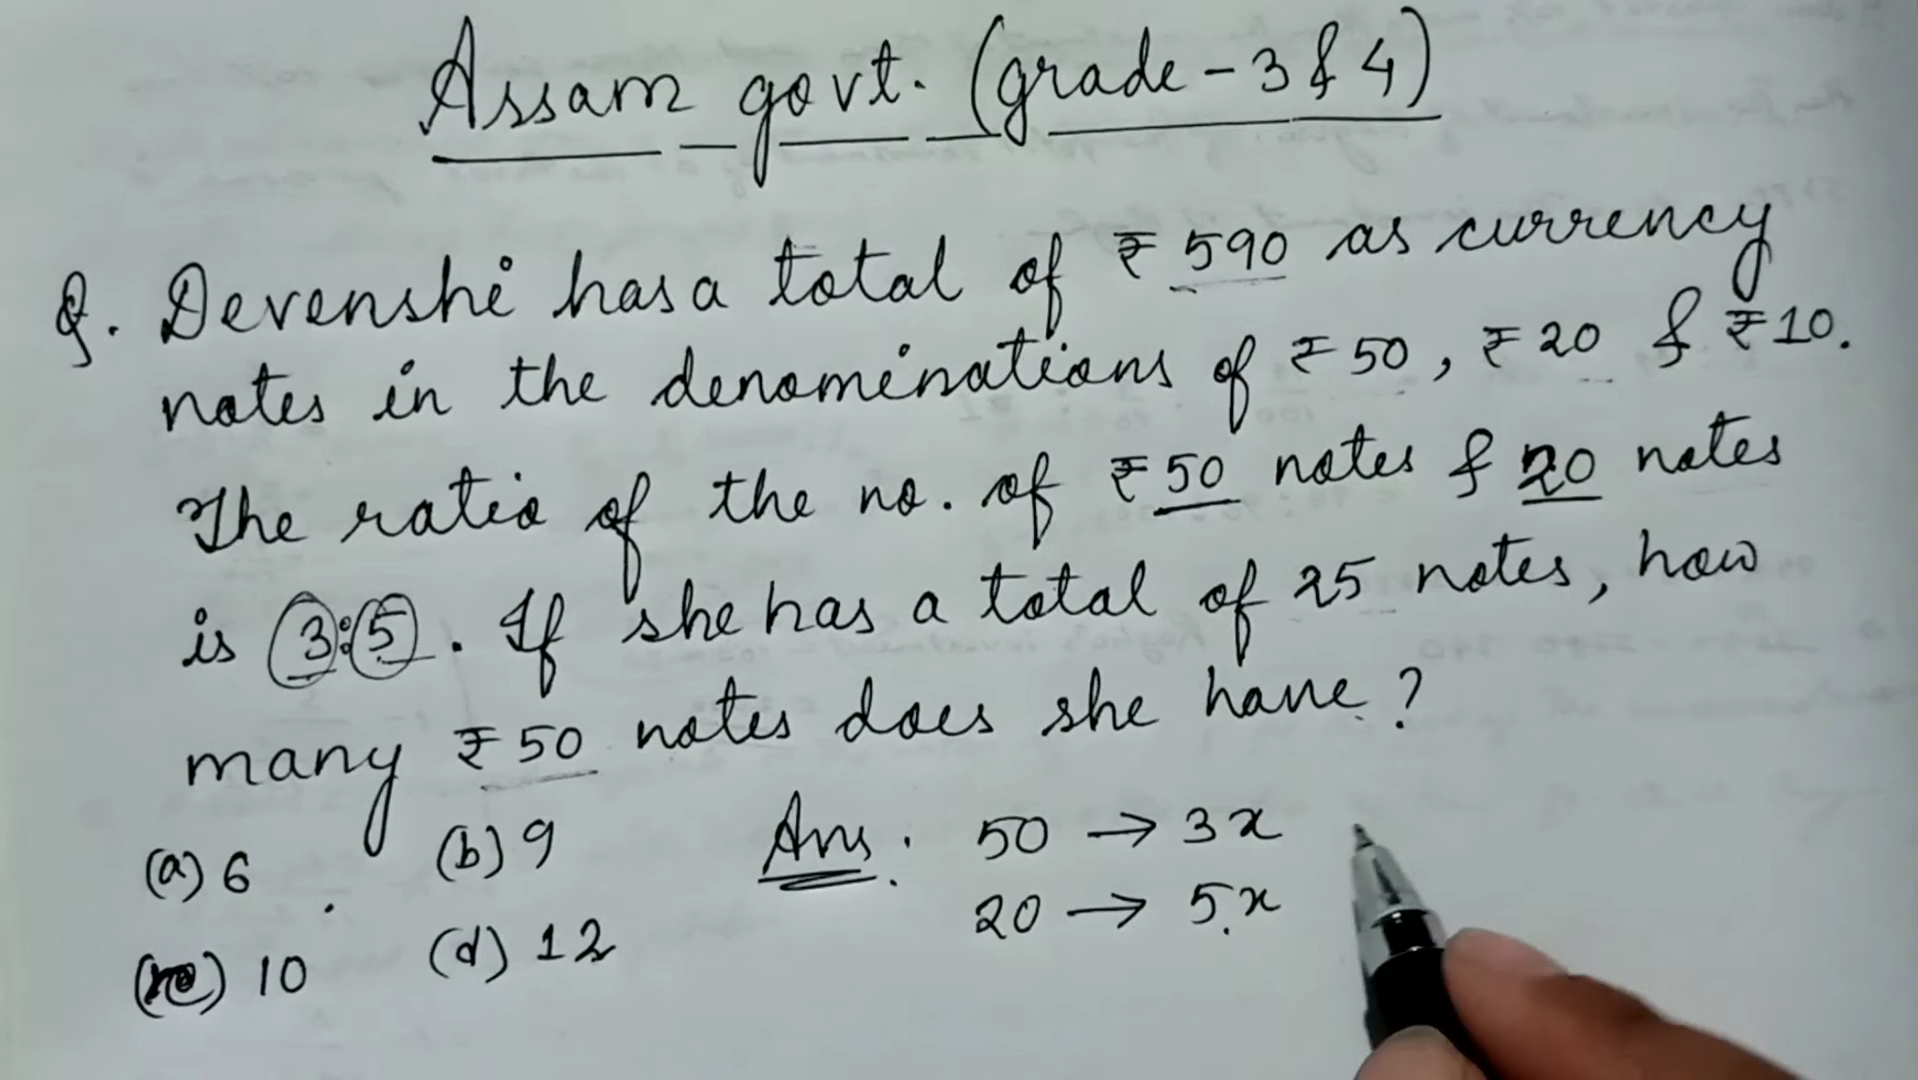 Assam govt. (grade - 3 & 4)
Q. Devenshi has a total of ₹ 590 as currency
notes in the denominations of ₹ 50, ₹ 20 & ₹ 10.
The ratio of the no. of ₹ 50 notes & 20 notes
is 3:5. If she has a total of 25 notes, how
many ₹ 50 notes does she have?
(a) 6 (b) 9
(c) 10 (d) 12
Ans: 50 → 3x
20 → 5x